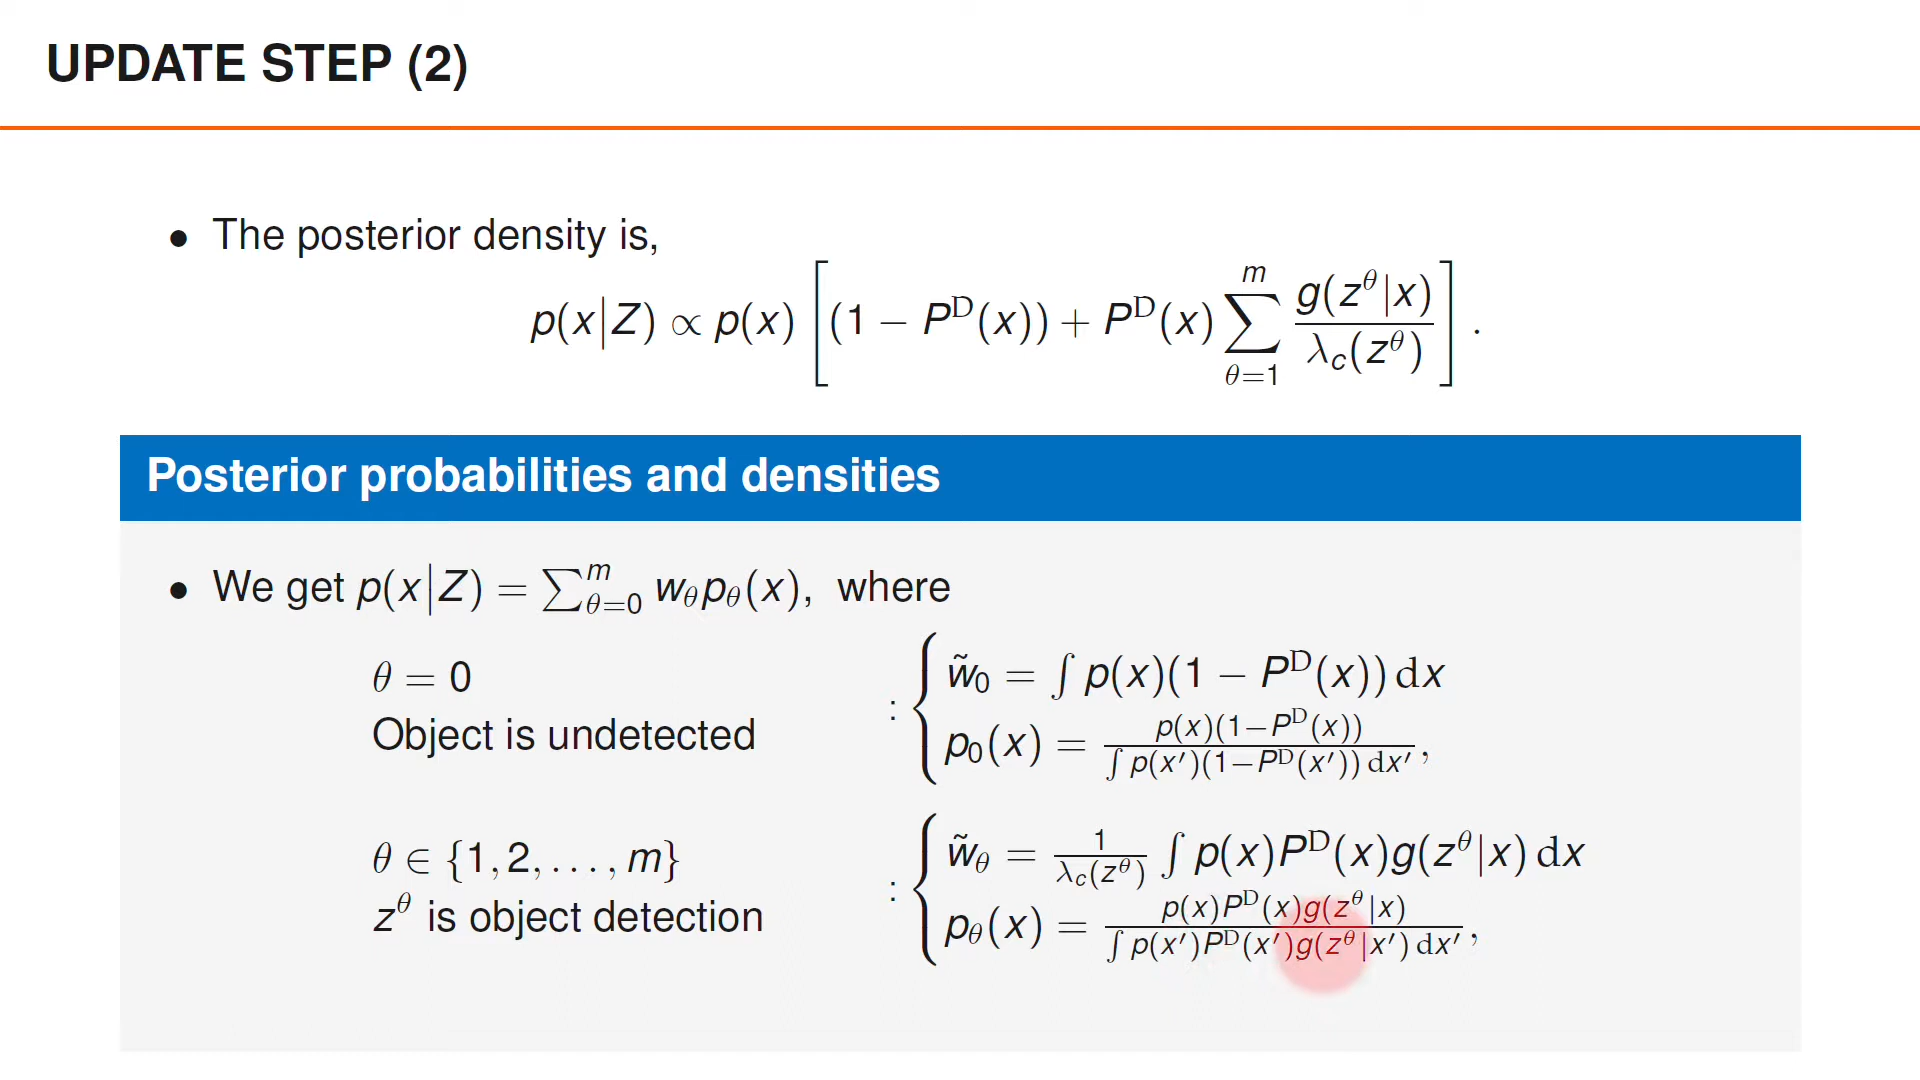 UPDATE STEP (2)
• The posterior density is,
p(x|Z) ∝ p(x) [(1 − P^D(x)) + P^D(x) ∑_{θ=1}^{m} g(z^θ|x) / λ_c(z^θ)].
Posterior probabilities and densities
• We get p(x|Z) = ∑_{θ=0}^{m} w_θ p_θ(x), where
θ = 0
Object is undetected
: { w̃_0 = ∫ p(x)(1 − P^D(x)) dx
p_0(x) = p(x)(1−P^D(x)) / ∫ p(x′)(1−P^D(x′)) dx′,
θ ∈ {1, 2, . . . , m}
z^θ is object detection
: { w̃_θ = 1/λ_c(z^θ) ∫ p(x)P^D(x)g(z^θ|x) dx
p_θ(x) = p(x)P^D(x)g(z^θ|x) / ∫ p(x′)P^D(x′)g(z^θ|x′) dx′,